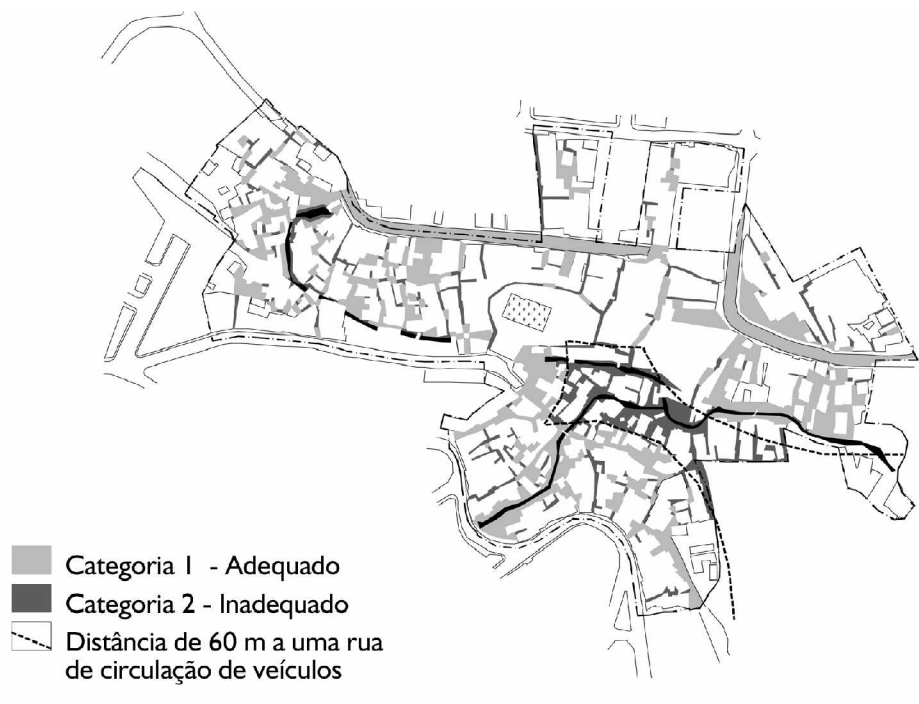 Categoria 1 - Adequado
Categoria 2 - Inadequado
Distância de 60 m a uma rua
de circulação de veículos